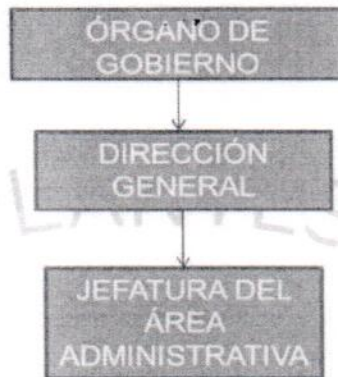 ÓRGANO DE
GOBIERNO
DIRECCIÓN
GENERAL
JEFATURA DEL
ÁREA
ADMINISTRATIVA